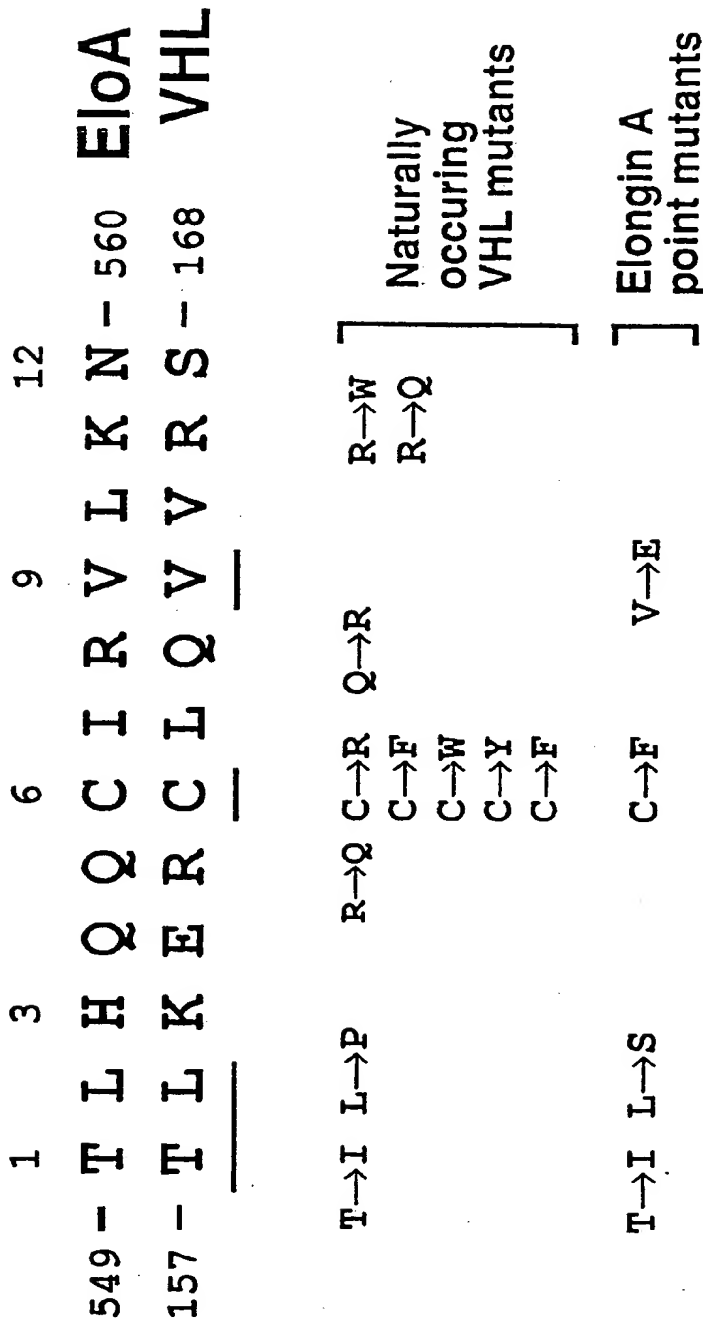 1 3 6 9 12
549 – T L H Q Q C I R V L K N – 560 EloA
157 – T L K E R C L Q V V R S – 168 VHL
T→I L→P R→Q C→R Q→R R→W
C→F R→Q
C→W
C→Y
C→F
Naturally
occuring
VHL mutants
T→I L→S C→F V→E
Elongin A
point mutants